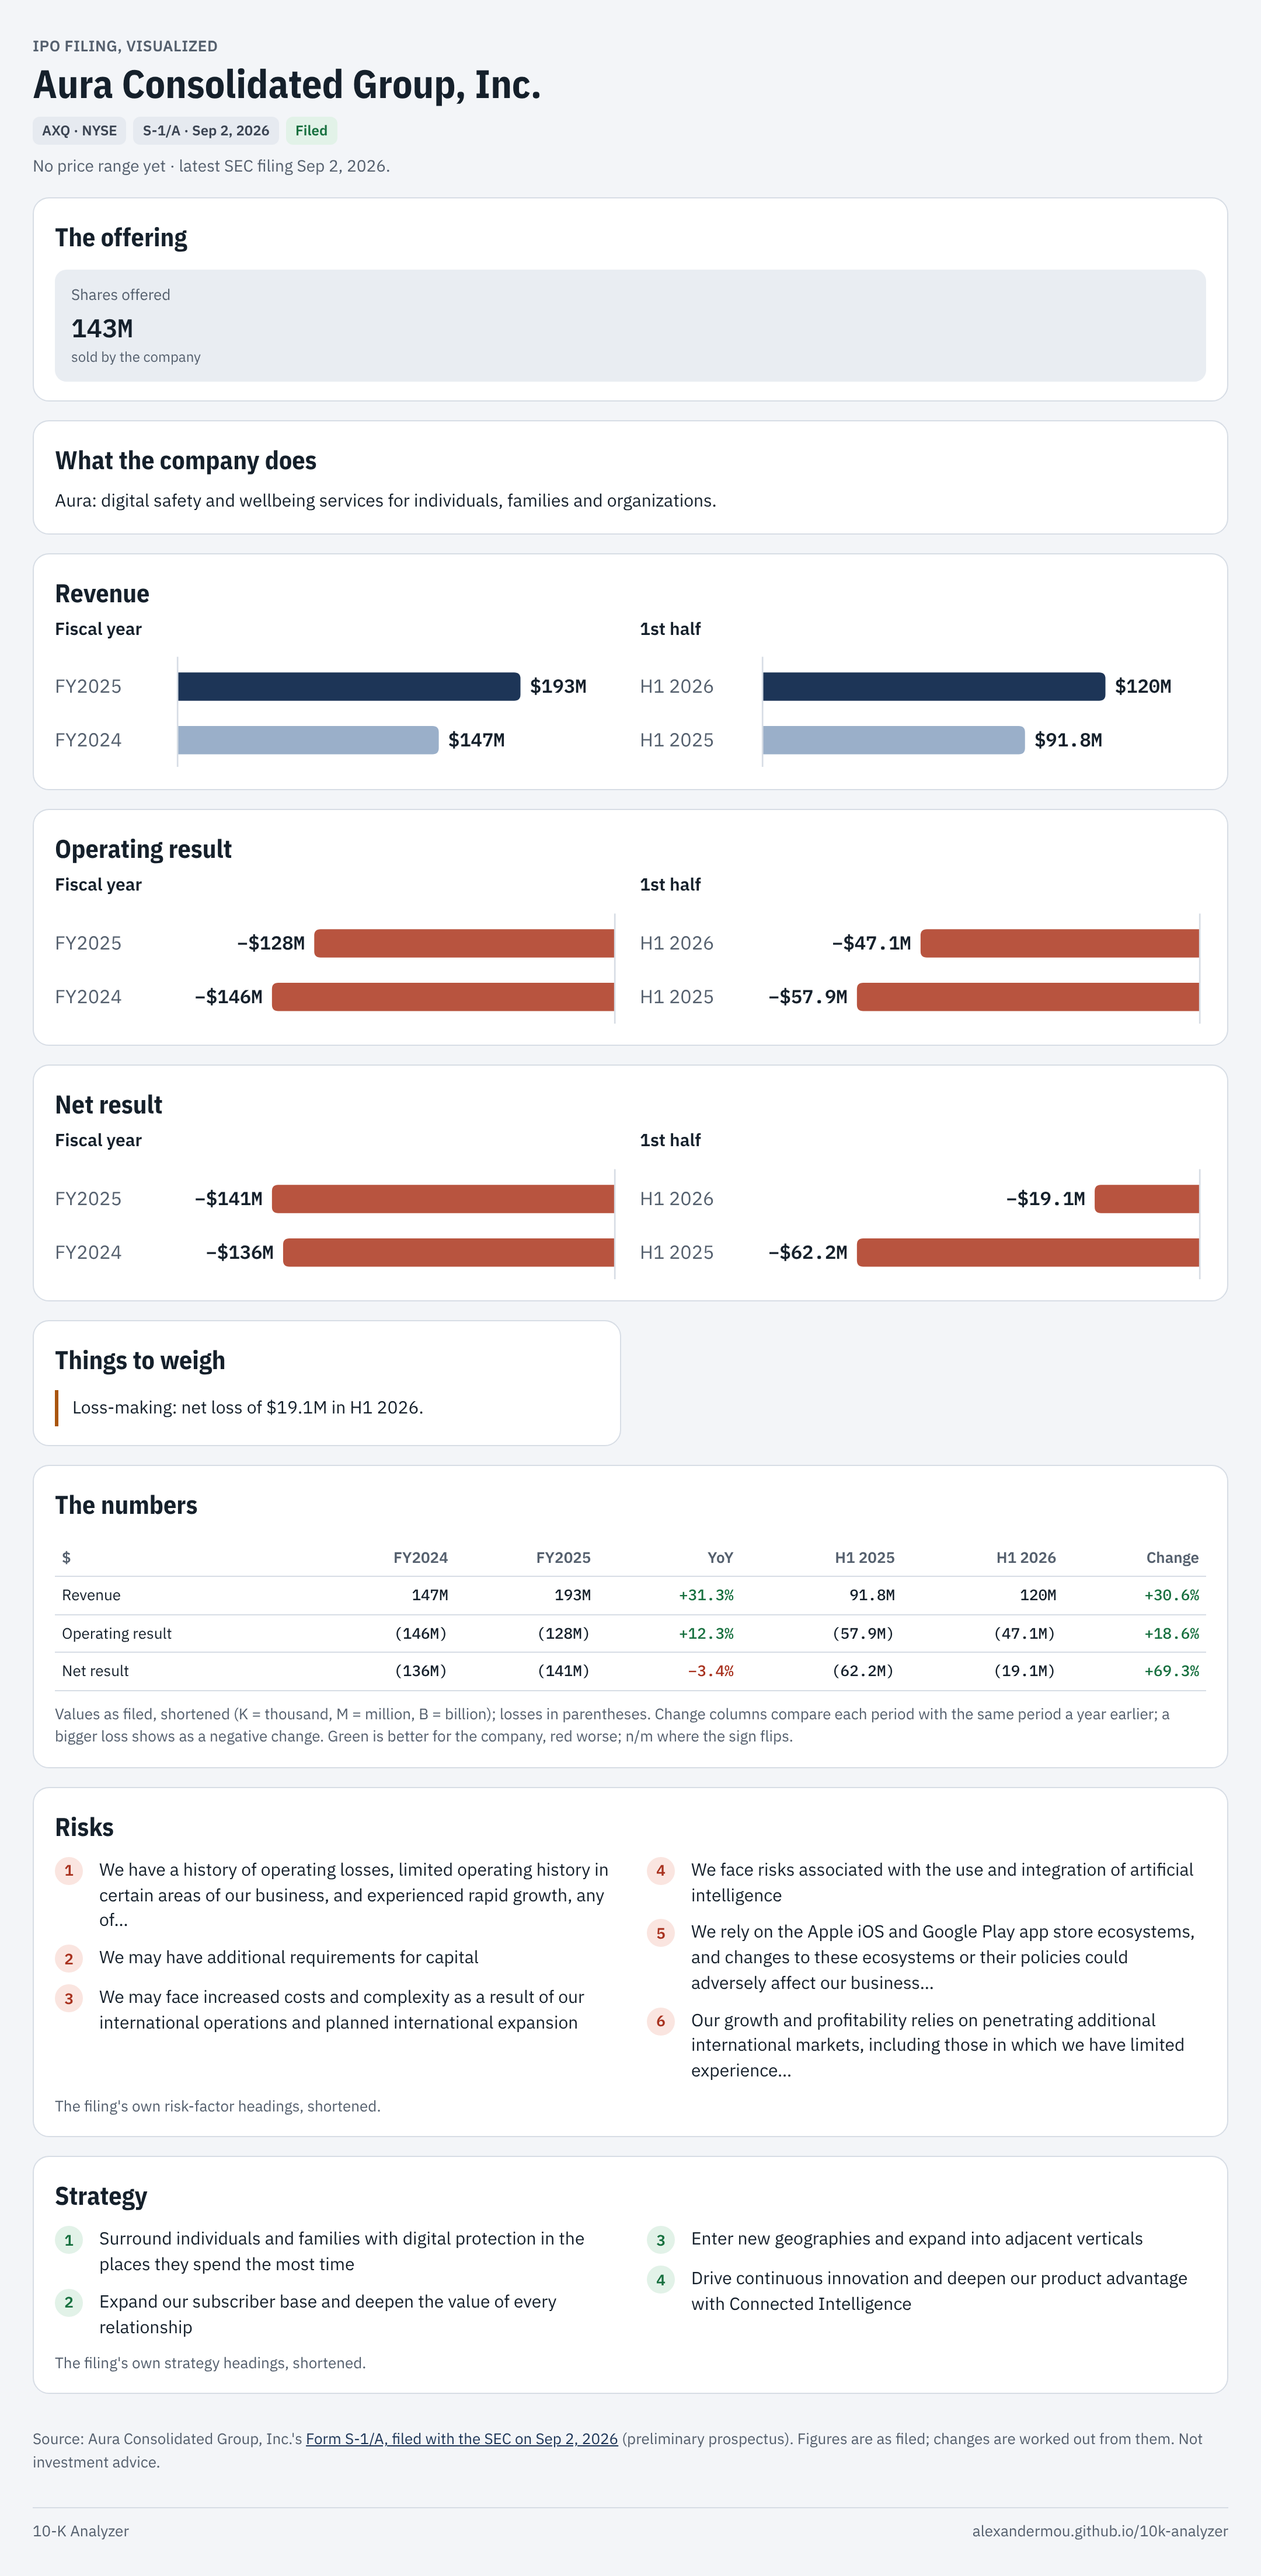 IPO FILING, VISUALIZED
Aura Consolidated Group, Inc.
AXQ · NYSE
S-1/A · Sep 2, 2026
Filed
No price range yet · latest SEC filing Sep 2, 2026.
The offering
Shares offered
143M
sold by the company
What the company does
Aura: digital safety and wellbeing services for individuals, families and organizations.
Revenue
Fiscal year
FY2025 $193M
FY2024 $147M
1st half
H1 2026 $120M
H1 2025 $91.8M
Operating result
Fiscal year
FY2025 −$128M
FY2024 −$146M
1st half
H1 2026 −$47.1M
H1 2025 −$57.9M
Net result
Fiscal year
FY2025 −$141M
FY2024 −$136M
1st half
H1 2026 −$19.1M
H1 2025 −$62.2M
Things to weigh
Loss-making: net loss of $19.1M in H1 2026.
The numbers
$ FY2024 FY2025 YoY H1 2025 H1 2026 Change
Revenue 147M 193M +31.3% 91.8M 120M +30.6%
Operating result (146M) (128M) +12.3% (57.9M) (47.1M) +18.6%
Net result (136M) (141M) −3.4% (62.2M) (19.1M) +69.3%
Values as filed, shortened (K = thousand, M = million, B = billion); losses in parentheses. Change columns compare each period with the same period a year earlier; a
bigger loss shows as a negative change. Green is better for the company, red worse; n/m where the sign flips.
Risks
1 We have a history of operating losses, limited operating history in
certain areas of our business, and experienced rapid growth, any
of…
2 We may have additional requirements for capital
3 We may face increased costs and complexity as a result of our
international operations and planned international expansion
4 We face risks associated with the use and integration of artificial
intelligence
5 We rely on the Apple iOS and Google Play app store ecosystems,
and changes to these ecosystems or their policies could
adversely affect our business…
6 Our growth and profitability relies on penetrating additional
international markets, including those in which we have limited
experience…
The filing's own risk-factor headings, shortened.
Strategy
1 Surround individuals and families with digital protection in the
places they spend the most time
2 Expand our subscriber base and deepen the value of every
relationship
3 Enter new geographies and expand into adjacent verticals
4 Drive continuous innovation and deepen our product advantage
with Connected Intelligence
The filing's own strategy headings, shortened.
Source: Aura Consolidated Group, Inc.'s Form S-1/A, filed with the SEC on Sep 2, 2026 (preliminary prospectus). Figures are as filed; changes are worked out from them. Not
investment advice.
10-K Analyzer
alexandermou.github.io/10k-analyzer